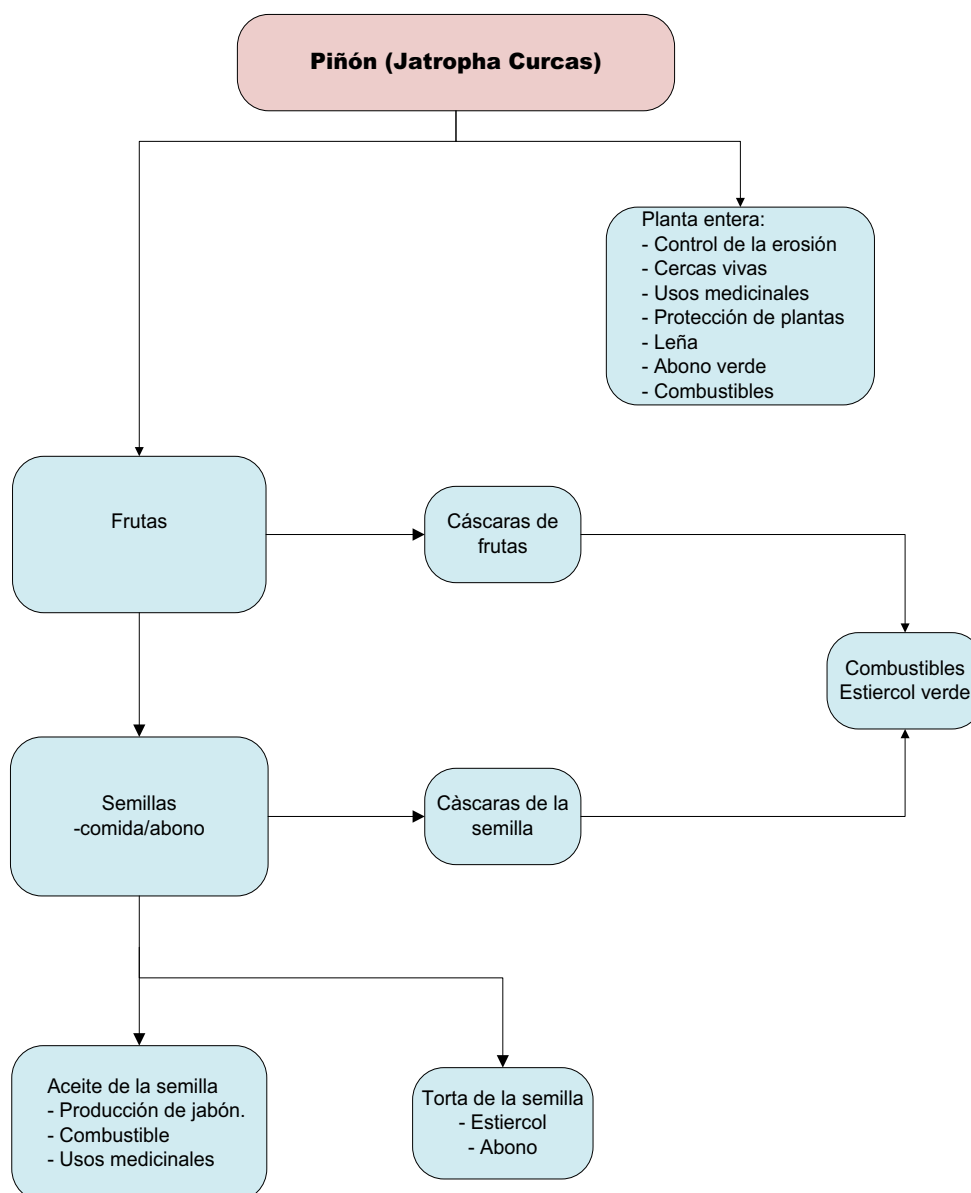 Piñón (Jatropha Curcas)
Planta entera:
- Control de la erosión
- Cercas vivas
- Usos medicinales
- Protección de plantas
- Leña
- Abono verde
- Combustibles
Frutas
Cáscaras de
frutas
Combustibles
Estiercol verde
Semillas
-comida/abono
Càscaras de la
semilla
Aceite de la semilla
- Producción de jabón.
- Combustible
- Usos medicinales
Torta de la semilla
- Estiercol
- Abono